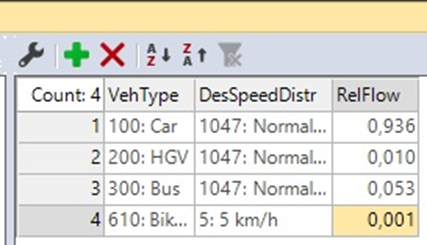 Count: 4 VehType DesSpeedDistr RelFlow
1 100: Car 1047: Normal... 0,936
2 200: HGV 1047: Normal... 0,010
3 300: Bus 1047: Normal... 0,053
4 610: Bik... 5: 5 km/h 0,001